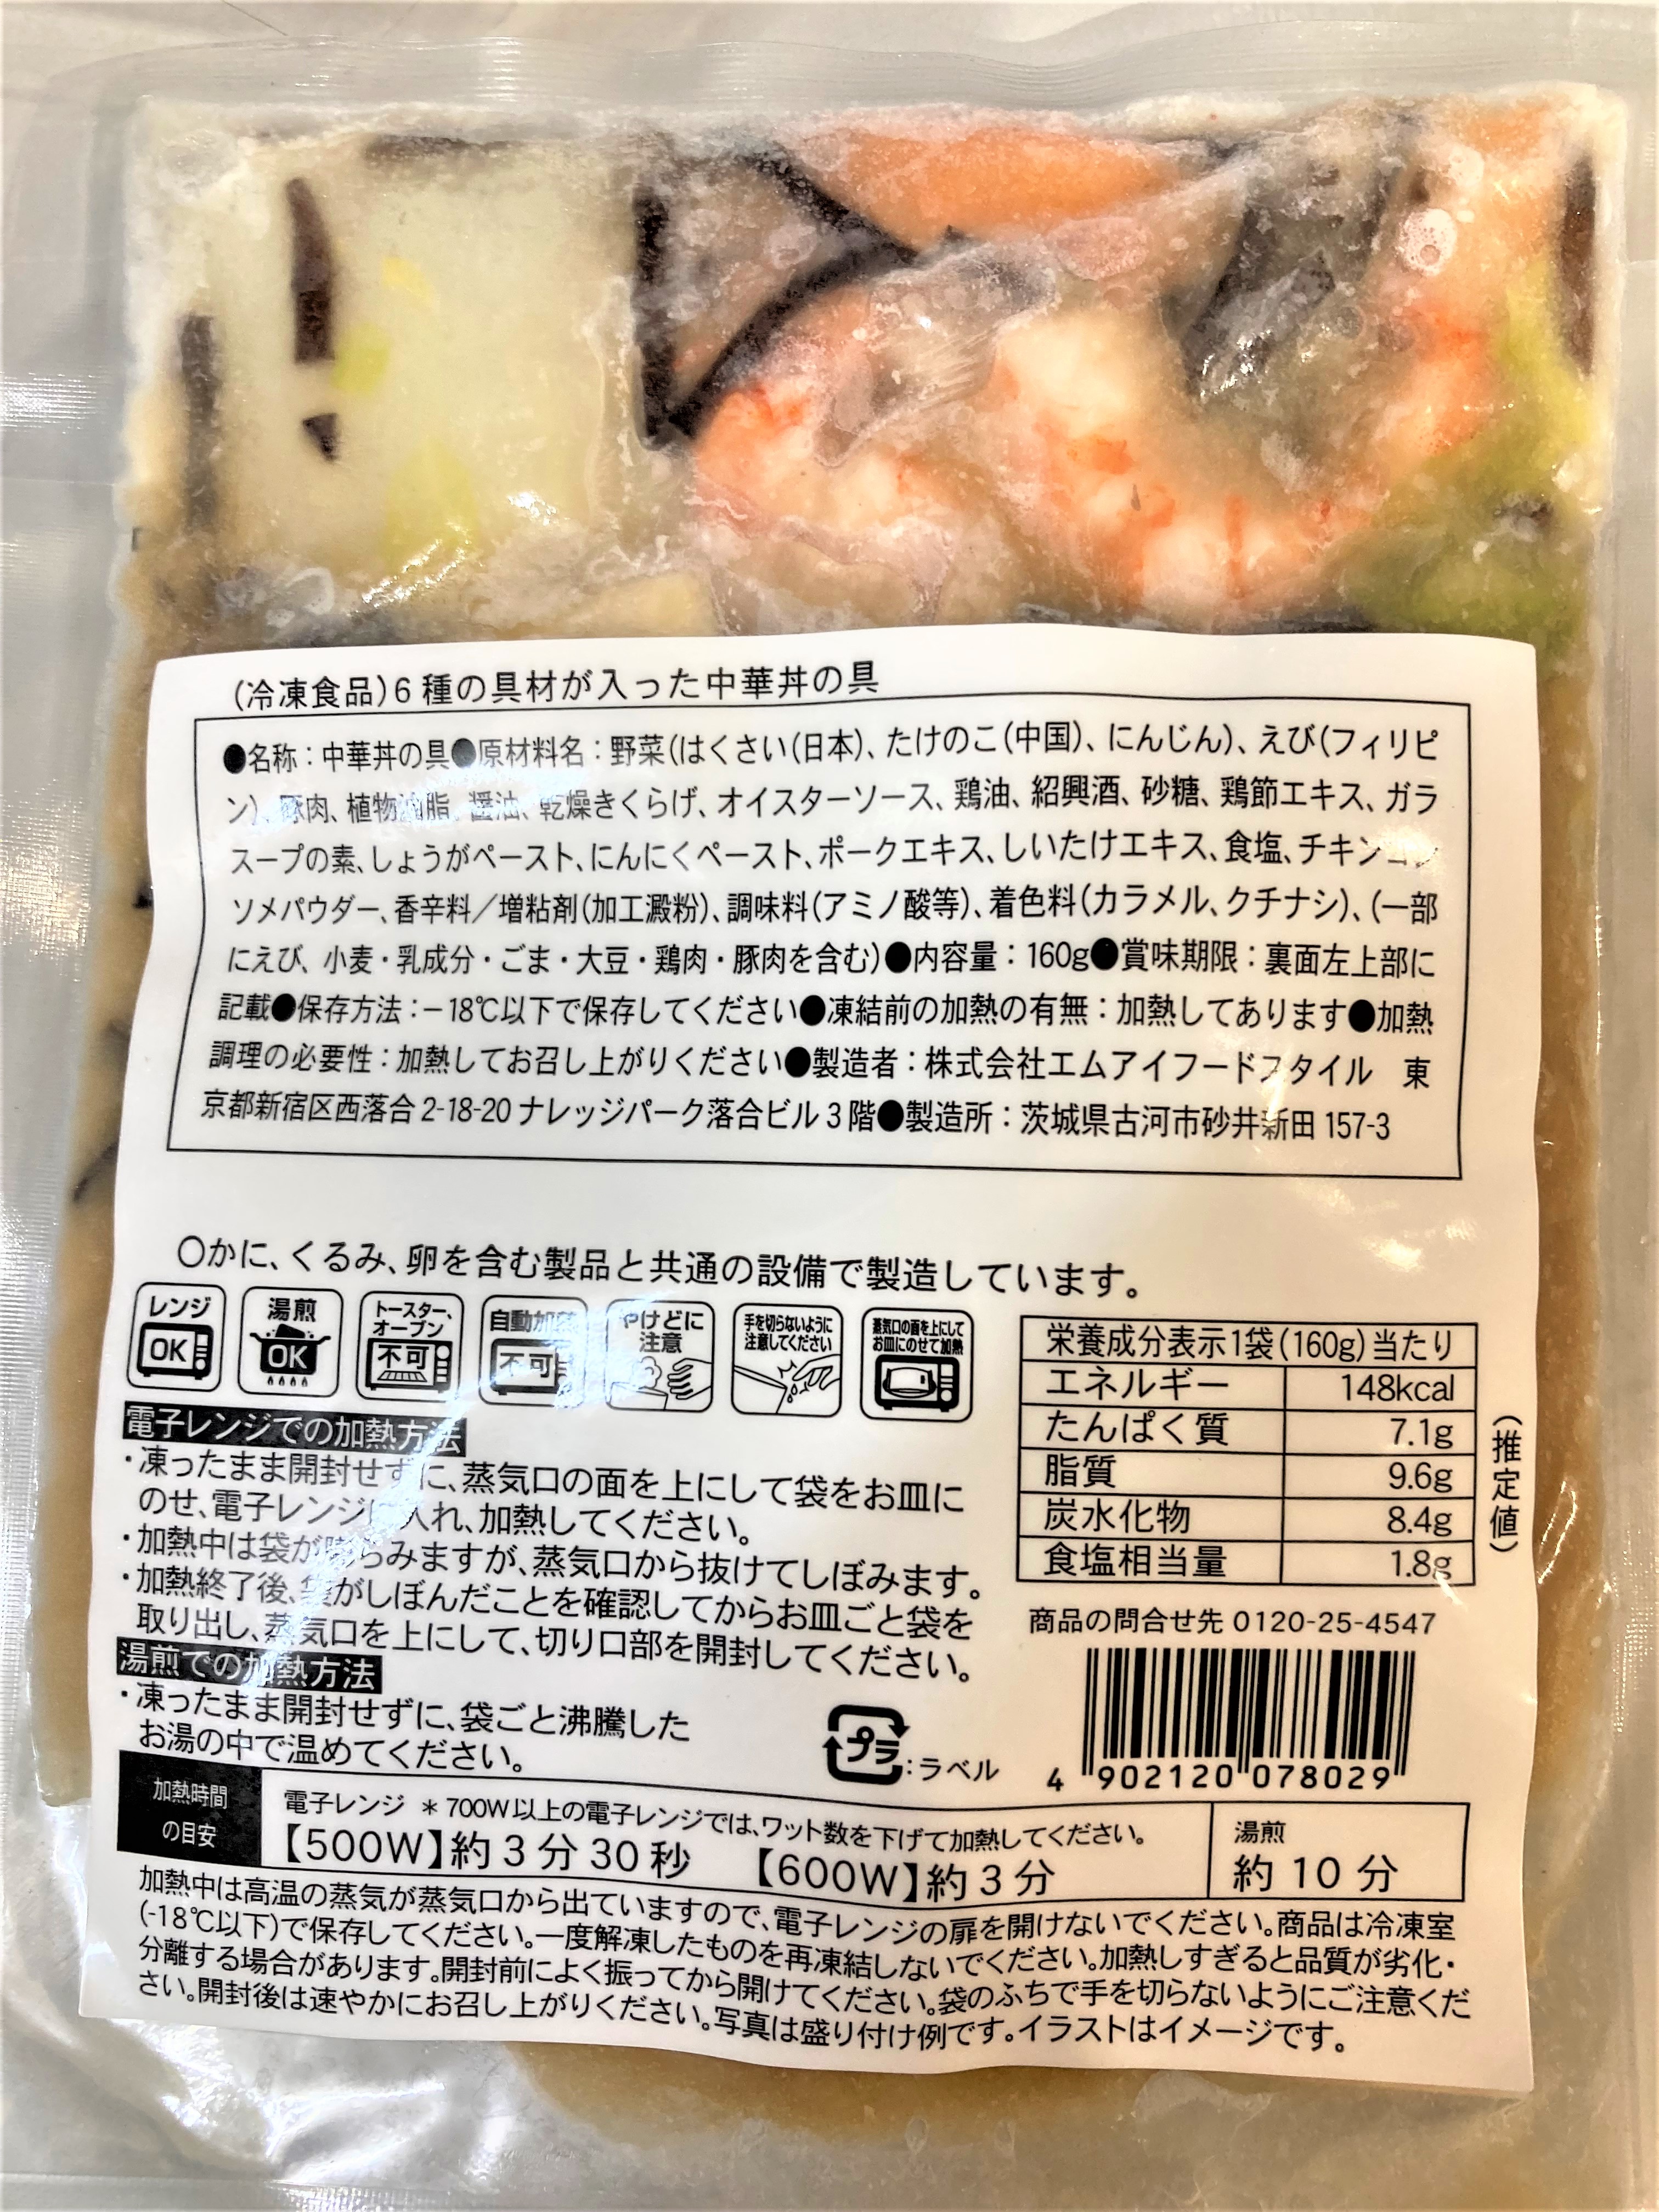 (冷凍食品)6種の具材が入った中華丼の具
●名称：中華丼の具●原材料名：野菜(はくさい(日本)、たけのこ(中国)、にんじん)、えび(フィリピ
ン)、豚肉、植物油脂、醤油、乾燥きくらげ、オイスターソース、鶏油、紹興酒、砂糖、鶏節エキス、ガラ
スープの素、しょうがペースト、にんにくペースト、ポークエキス、しいたけエキス、食塩、チキンコン
ソメパウダー、香辛料／増粘剤(加工澱粉)、調味料(アミノ酸等)、着色料(カラメル、クチナシ)、(一部
にえび、小麦・乳成分・ごま・大豆・鶏肉・豚肉を含む)●内容量：160g●賞味期限：裏面左上部に
記載●保存方法：−18℃以下で保存してください●凍結前の加熱の有無：加熱してあります●加熱
調理の必要性：加熱してお召し上がりください●製造者：株式会社エムアイフードスタイル　東
京都新宿区西落合2-18-20ナレッジパーク落合ビル3階●製造所：茨城県古河市砂井新田157-3
〇かに、くるみ、卵を含む製品と共通の設備で製造しています。
レンジ
OK
湯煎
OK
トースター、
オーブン
不可
自動加熱
不可
やけどに
注意
手を切らないように
注意してください
蒸気口の面を上にして
お皿にのせて加熱
電子レンジでの加熱方法
・凍ったまま開封せずに、蒸気口の面を上にして袋をお皿に
のせ、電子レンジに入れ、加熱してください。
・加熱中は袋が膨らみますが、蒸気口から抜けてしぼみます。
・加熱終了後、袋がしぼんだことを確認してからお皿ごと袋を
取り出し、蒸気口を上にして、切り口部を開封してください。
湯煎での加熱方法
・凍ったまま開封せずに、袋ごと沸騰した
お湯の中で温めてください。
栄養成分表示1袋(160g)当たり
エネルギー 148kcal
たんぱく質 7.1g
脂質 9.6g
炭水化物 8.4g
食塩相当量 1.8g
(推定値)
商品の問合せ先 0120-25-4547
プラ：ラベル
4 902120 078029
加熱時間
の目安
電子レンジ ＊700W以上の電子レンジでは、ワット数を下げて加熱してください。
【500W】約3分30秒 【600W】約3分
湯煎
約10分
加熱中は高温の蒸気が蒸気口から出ていますので、電子レンジの扉を開けないでください。商品は冷凍室
(-18℃以下)で保存してください。一度解凍したものを再凍結しないでください。加熱しすぎると品質が劣化・
分離する場合があります。開封前によく振ってから開けてください。袋のふちで手を切らないようにご注意くだ
さい。開封後は速やかにお召し上がりください。写真は盛り付け例です。イラストはイメージです。